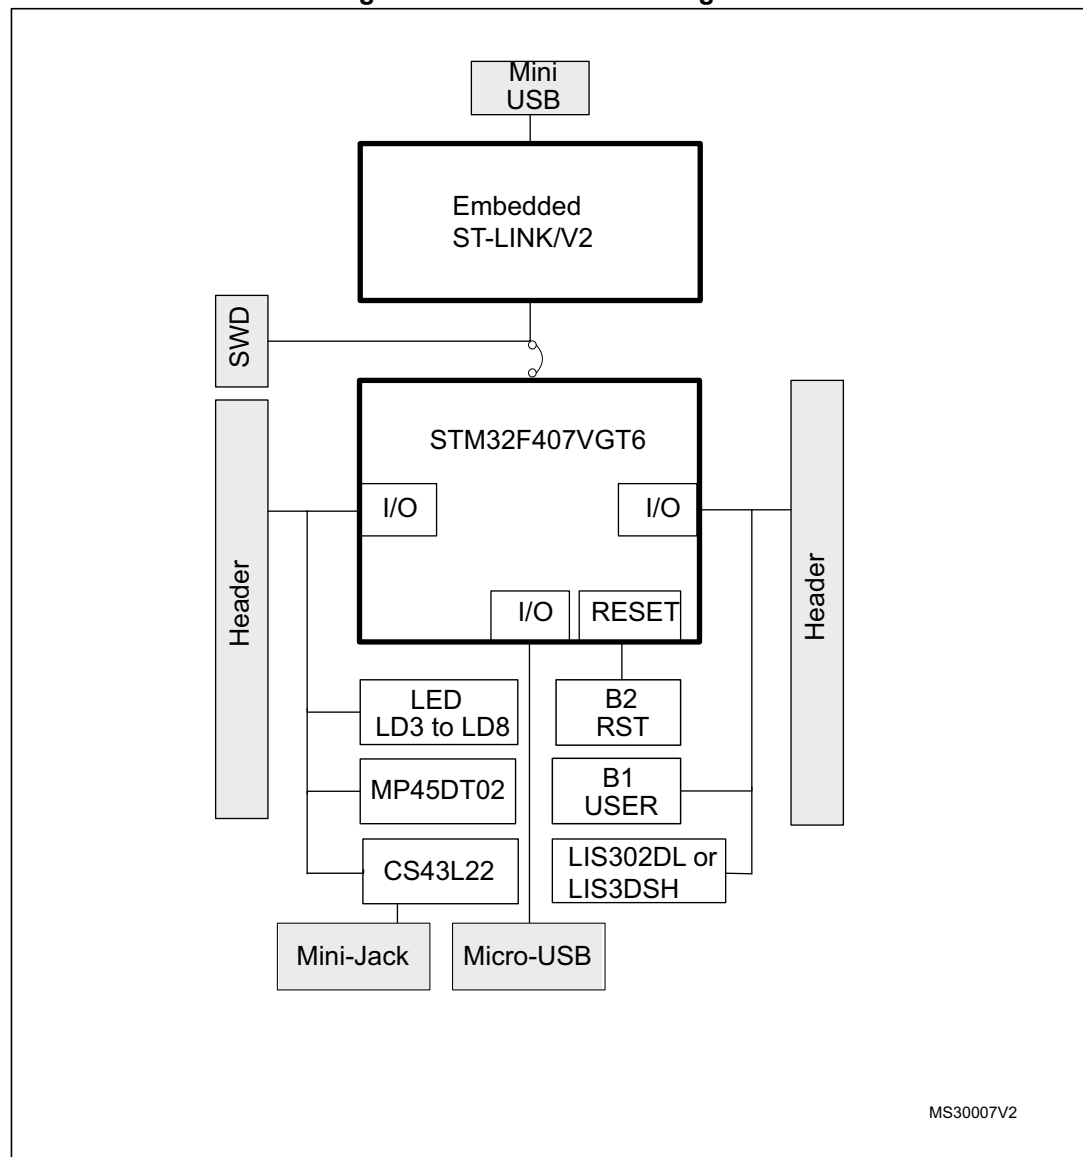 Mini
USB
Embedded
ST-LINK/V2
SWD
STM32F407VGT6
I/O
I/O
Header
Header
I/O
RESET
LED
LD3 to LD8
B2
RST
MP45DT02
B1
USER
CS43L22
LIS302DL or
LIS3DSH
Mini-Jack
Micro-USB
MS30007V2